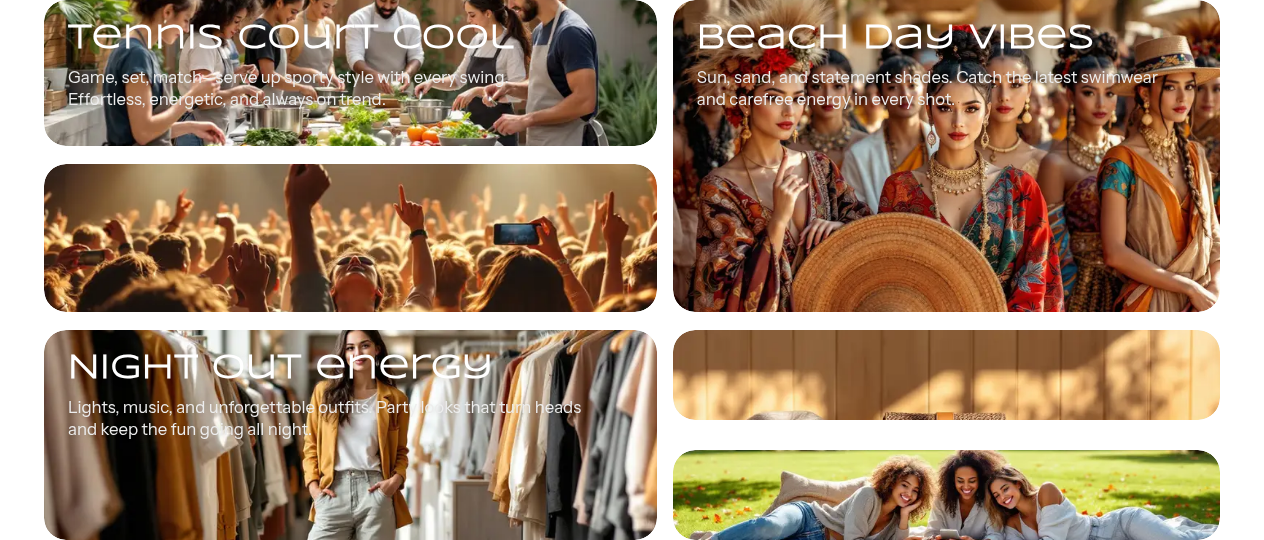 Tennis Court Cool
Game, set, match—serve up sporty style with every swing.
Effortless, energetic, and always on trend.
Beach Day Vibes
Sun, sand, and statement shades. Catch the latest swimwear
and carefree energy in every shot.
Night Out Energy
Lights, music, and unforgettable outfits. Party looks that turn heads
and keep the fun going all night.